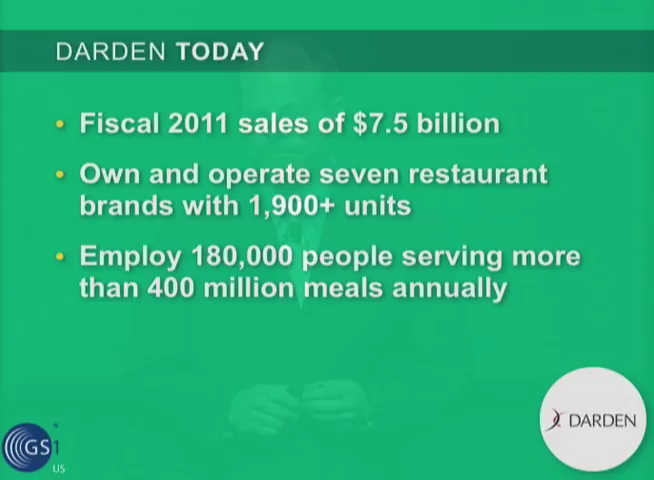 DARDEN TODAY
• Fiscal 2011 sales of $7.5 billion
• Own and operate seven restaurant
brands with 1,900+ units
• Employ 180,000 people serving more
than 400 million meals annually
DARDEN
GS1
US